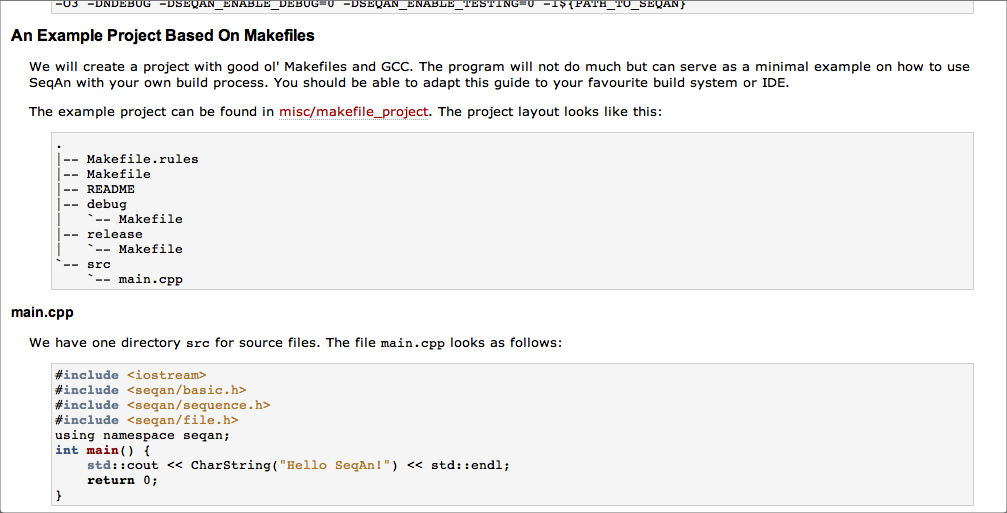 -O3 -DNDEBUG -DSEQAN_ENABLE_DEBUG=0 -DSEQAN_ENABLE_TESTING=0 -I${PATH_TO_SEQAN}
An Example Project Based On Makefiles
We will create a project with good ol' Makefiles and GCC. The program will not do much but can serve as a minimal example on how to use
SeqAn with your own build process. You should be able to adapt this guide to your favourite build system or IDE.
The example project can be found in misc/makefile_project. The project layout looks like this:
.
|-- Makefile.rules
|-- Makefile
|-- README
|-- debug
|   `-- Makefile
|-- release
|   `-- Makefile
`-- src
    `-- main.cpp
main.cpp
We have one directory src for source files. The file main.cpp looks as follows:
#include <iostream>
#include <seqan/basic.h>
#include <seqan/sequence.h>
#include <seqan/file.h>
using namespace seqan;
int main() {
    std::cout << CharString("Hello SeqAn!") << std::endl;
    return 0;
}